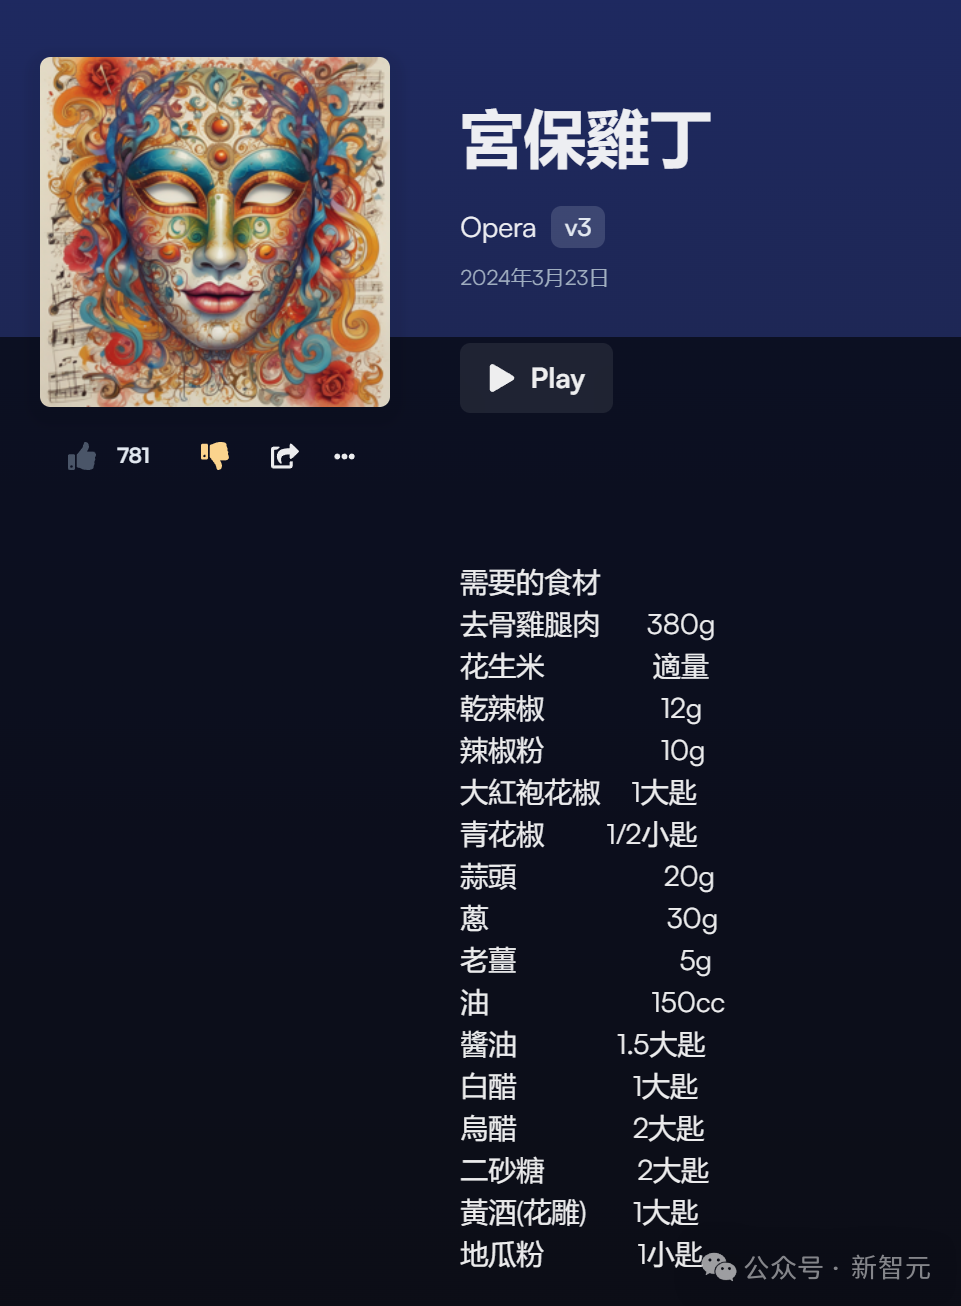 宮保雞丁
Opera v3
2024年3月23日
Play
781
需要的食材
去骨雞腿肉 380g
花生米 適量
乾辣椒 12g
辣椒粉 10g
大紅袍花椒 1大匙
青花椒 1/2小匙
蒜頭 20g
蔥 30g
老薑 5g
油 150cc
醬油 1.5大匙
白醋 1大匙
烏醋 2大匙
二砂糖 2大匙
黃酒(花雕) 1大匙
地瓜粉 1小匙
公众号 · 新智元